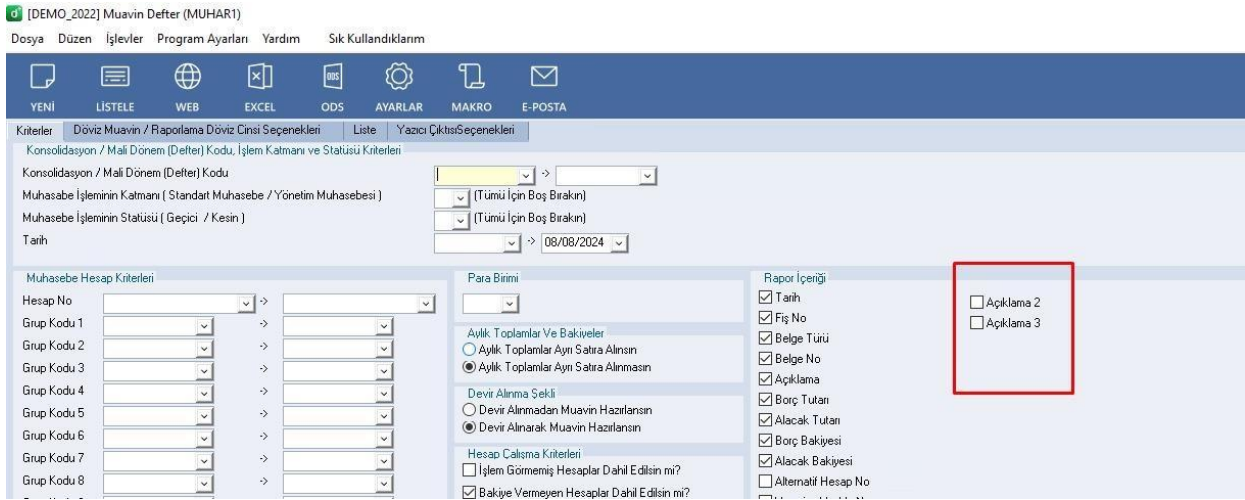 [DEMO_2022] Muavin Defter (MUHAR1)
Dosya Düzen İşlevler Program Ayarları Yardım Sık Kullandıklarım
YENİ LİSTELE WEB EXCEL ODS AYARLAR MAKRO E-POSTA
Kriterler Döviz Muavin / Raporlama Döviz Cinsi Seçenekleri Liste Yazıcı ÇıktısıSeçenekleri
Konsolidasyon / Mali Dönem (Defter) Kodu, İşlem Katmanı ve Statüsü Kriterleri
Konsolidasyon / Mali Dönem (Defter) Kodu ->
Muhasabe İşleminin Katmanı ( Standart Muhasebe / Yönetim Muhasebesi ) (Tümü İçin Boş Bırakın)
Muhasebe İşleminin Statüsü ( Geçici / Kesin ) (Tümü İçin Boş Bırakın)
Tarih -> 08/08/2024
Muhasebe Hesap Kriterleri
Hesap No ->
Grup Kodu 1 ->
Grup Kodu 2 ->
Grup Kodu 3 ->
Grup Kodu 4 ->
Grup Kodu 5 ->
Grup Kodu 6 ->
Grup Kodu 7 ->
Grup Kodu 8 ->
Para Birimi
Aylık Toplamlar Ve Bakiyeler
Aylık Toplamlar Ayrı Satıra Alınsın
Aylık Toplamlar Ayrı Satıra Alınmasın
Devir Alınma Şekli
Devir Alınmadan Muavin Hazırlansın
Devir Alınarak Muavin Hazırlansın
Hesap Çalışma Kriterleri
İşlem Görmemiş Hesaplar Dahil Edilsin mi?
Bakiye Vermeyen Hesaplar Dahil Edilsin mi?
Rapor İçeriği
Tarih
Fiş No
Belge Türü
Belge No
Açıklama
Borç Tutarı
Alacak Tutarı
Borç Bakiyesi
Alacak Bakiyesi
Alternatif Hesap No
Açıklama 2
Açıklama 3